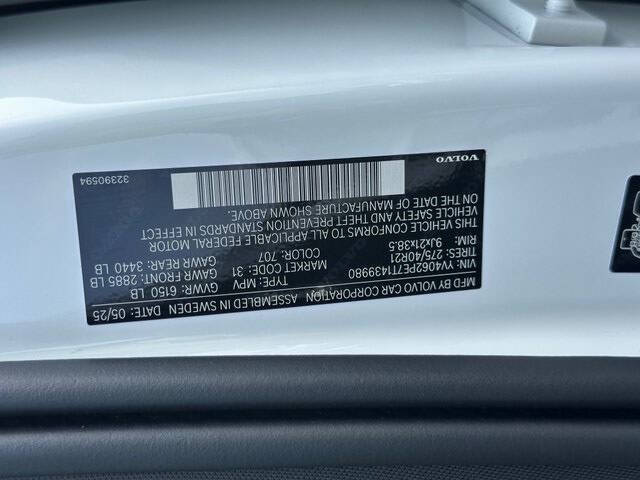 MFD BY VOLVO CAR CORPORATION ASSEMBLED IN SWEDEN 05/25
VIN: YV4062PF7T1439980 TYPE: MPV GVWR: 6150 LB
TIRES: 275/40R21 MARKET CODE: 31 GAWR FRONT: 2885 LB
RIM: 9Jx21x38.5 COLOR: 707 GAWR REAR: 3440 LB
VEHICLE CONFORMS TO ALL APPLICABLE FEDERAL MOTOR
VEHICLE SAFETY AND THEFT PREVENTION STANDARDS IN EFFECT
ON THE DATE OF MANUFACTURE SHOWN ABOVE.
VOLVO 32390594